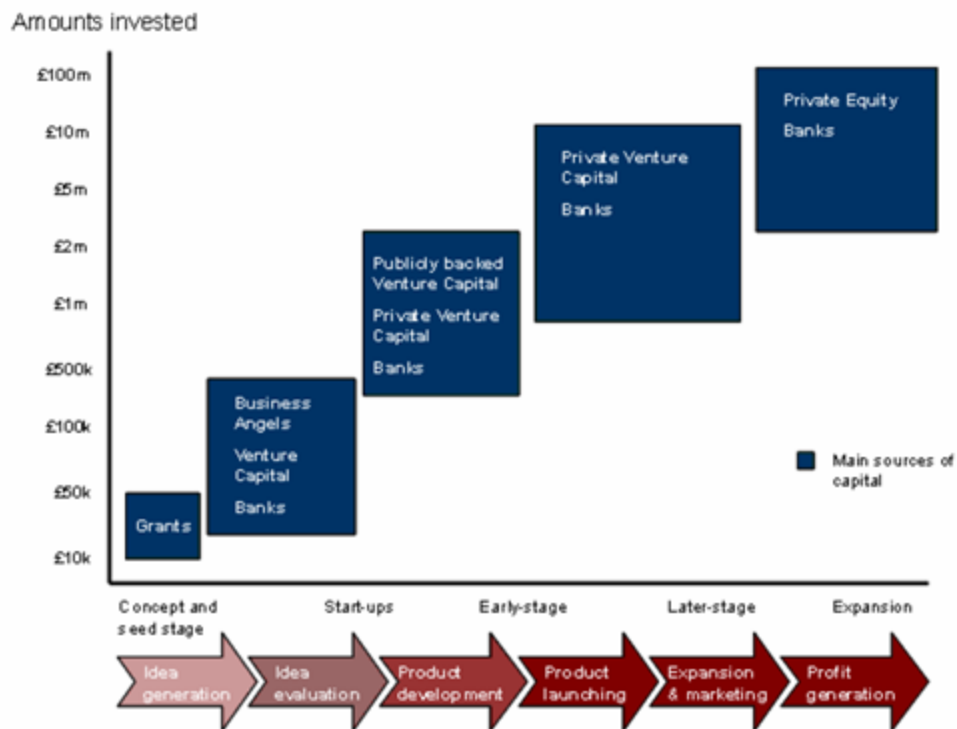 Amounts invested
£100m
£10m
£5m
£2m
£1m
£500k
£100k
£50k
£10k
Private Equity
Banks
Private Venture
Capital
Banks
Publicly backed
Venture Capital
Private Venture
Capital
Banks
Business
Angels
Venture
Capital
Banks
Grants
Main sources of
capital
Concept and
seed stage
Start-ups
Early-stage
Later-stage
Expansion
Idea
generation
Idea
evaluation
Product
development
Product
launching
Expansion
& marketing
Profit
generation